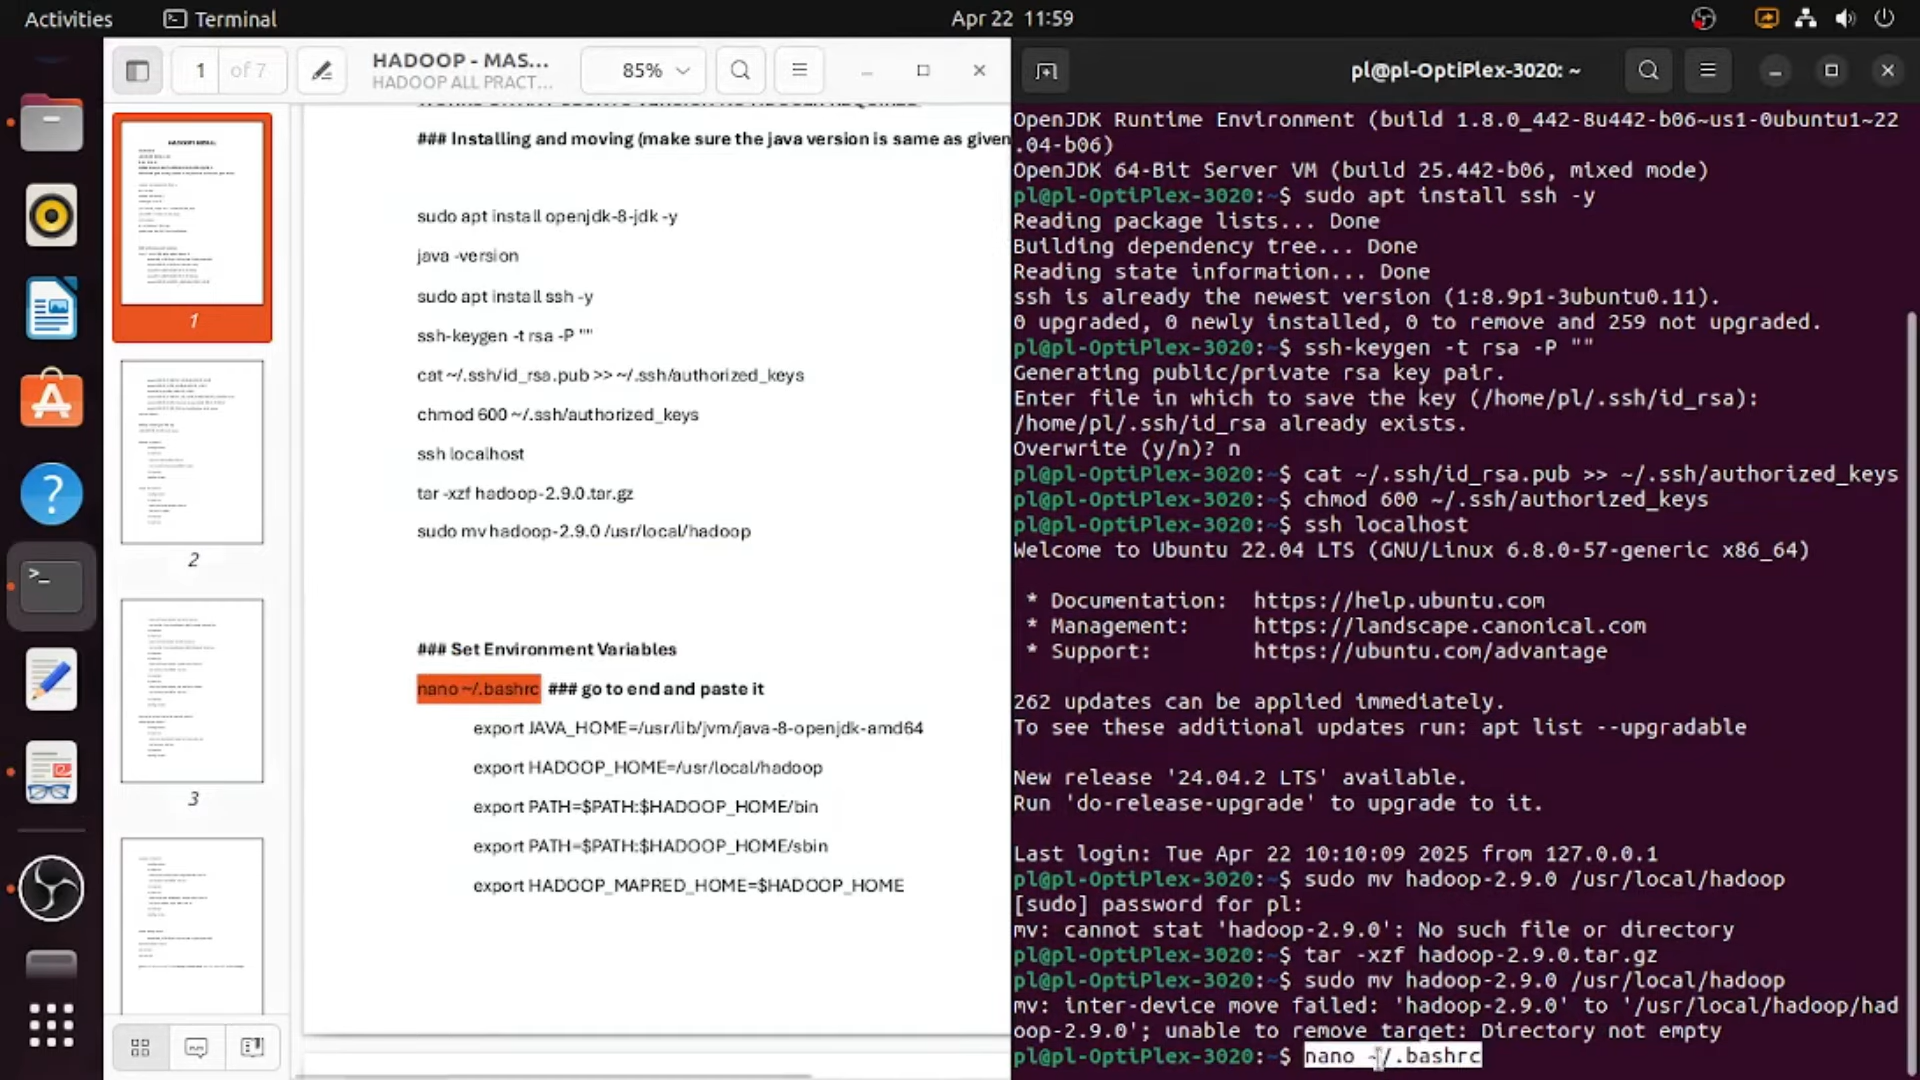 Activities
Terminal
Apr 22 11:59
1
of 7
HADOOP - MAS...
HADOOP ALL PRACT...
85%
### Installing and moving (make sure the java version is same as given
sudo apt install openjdk-8-jdk -y
java -version
sudo apt install ssh -y
ssh-keygen -t rsa -P ""
cat ~/.ssh/id_rsa.pub >> ~/.ssh/authorized_keys
chmod 600 ~/.ssh/authorized_keys
ssh localhost
tar -xzf hadoop-2.9.0.tar.gz
sudo mv hadoop-2.9.0 /usr/local/hadoop
### Set Environment Variables
nano ~/.bashrc ### go to end and paste it
export JAVA_HOME=/usr/lib/jvm/java-8-openjdk-amd64
export HADOOP_HOME=/usr/local/hadoop
export PATH=$PATH:$HADOOP_HOME/bin
export PATH=$PATH:$HADOOP_HOME/sbin
export HADOOP_MAPRED_HOME=$HADOOP_HOME
1
2
3
pl@pl-OptiPlex-3020: ~
OpenJDK Runtime Environment (build 1.8.0_442-8u442-b06~us1-0ubuntu1~22
.04-b06)
OpenJDK 64-Bit Server VM (build 25.442-b06, mixed mode)
pl@pl-OptiPlex-3020:~$ sudo apt install ssh -y
Reading package lists... Done
Building dependency tree... Done
Reading state information... Done
ssh is already the newest version (1:8.9p1-3ubuntu0.11).
0 upgraded, 0 newly installed, 0 to remove and 259 not upgraded.
pl@pl-OptiPlex-3020:~$ ssh-keygen -t rsa -P ""
Generating public/private rsa key pair.
Enter file in which to save the key (/home/pl/.ssh/id_rsa):
/home/pl/.ssh/id_rsa already exists.
Overwrite (y/n)? n
pl@pl-OptiPlex-3020:~$ cat ~/.ssh/id_rsa.pub >> ~/.ssh/authorized_keys
pl@pl-OptiPlex-3020:~$ chmod 600 ~/.ssh/authorized_keys
pl@pl-OptiPlex-3020:~$ ssh localhost
Welcome to Ubuntu 22.04 LTS (GNU/Linux 6.8.0-57-generic x86_64)
* Documentation: https://help.ubuntu.com
* Management: https://landscape.canonical.com
* Support: https://ubuntu.com/advantage
262 updates can be applied immediately.
To see these additional updates run: apt list --upgradable
New release '24.04.2 LTS' available.
Run 'do-release-upgrade' to upgrade to it.
Last login: Tue Apr 22 10:10:09 2025 from 127.0.0.1
pl@pl-OptiPlex-3020:~$ sudo mv hadoop-2.9.0 /usr/local/hadoop
[sudo] password for pl:
mv: cannot stat 'hadoop-2.9.0': No such file or directory
pl@pl-OptiPlex-3020:~$ tar -xzf hadoop-2.9.0.tar.gz
pl@pl-OptiPlex-3020:~$ sudo mv hadoop-2.9.0 /usr/local/hadoop
mv: inter-device move failed: 'hadoop-2.9.0' to '/usr/local/hadoop/had
oop-2.9.0'; unable to remove target: Directory not empty
pl@pl-OptiPlex-3020:~$ nano ~/.bashrc